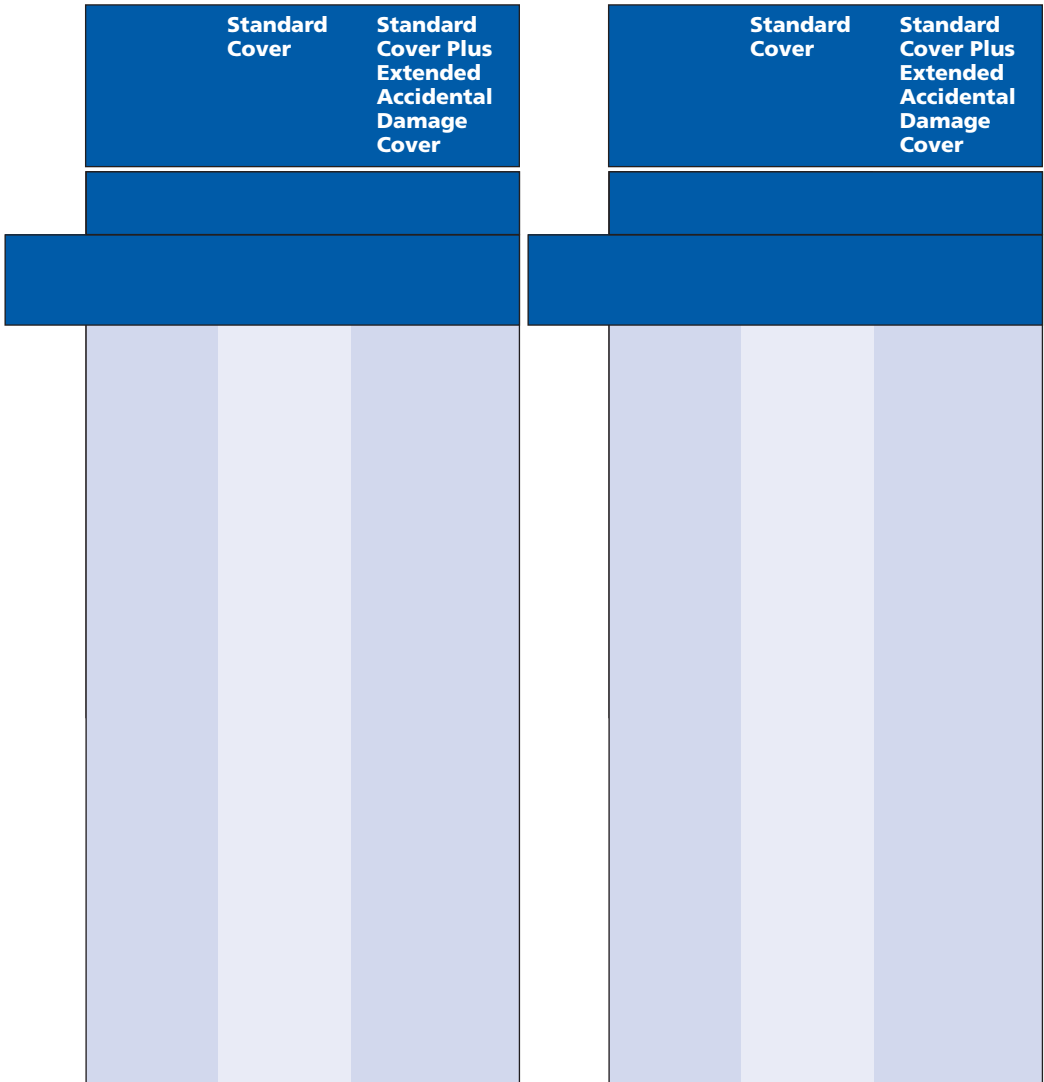 Standard
Cover
Standard
Cover Plus
Extended
Accidental
Damage
Cover
Standard
Cover
Standard
Cover Plus
Extended
Accidental
Damage
Cover